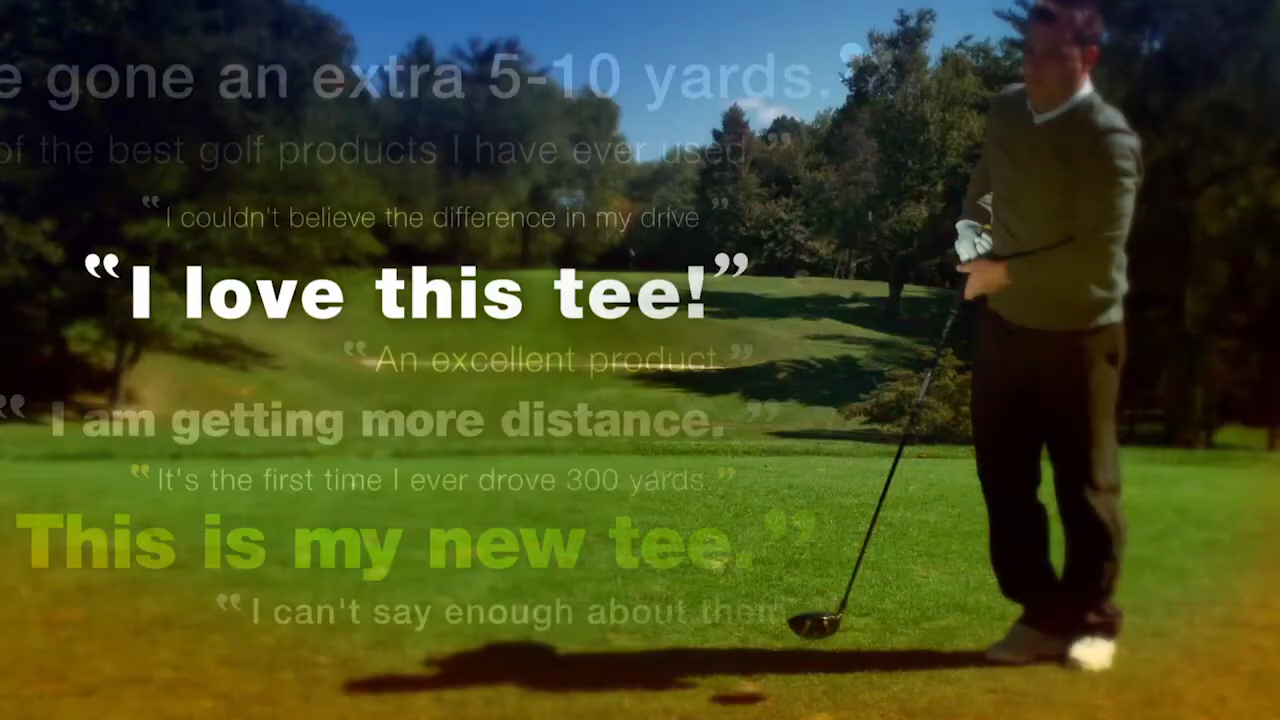 e gone an extra 5-10 yards.”
of the best golf products I have ever used ”
“I couldn't believe the difference in my drive ”
“I love this tee!”
“An excellent product. ”
“ I am getting more distance. ”
“It's the first time I ever drove 300 yards. ”
This is my new tee.”
“I can't say enough about them